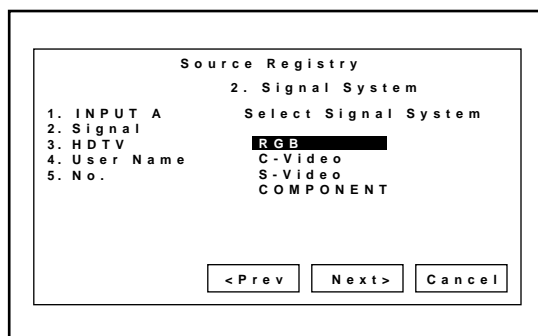 Source Registry
2. Signal System
1. INPUT A
2. Signal
3. HDTV
4. User Name
5. No.
Select Signal System
RGB
C-Video
S-Video
COMPONENT
<Prev
Next>
Cancel